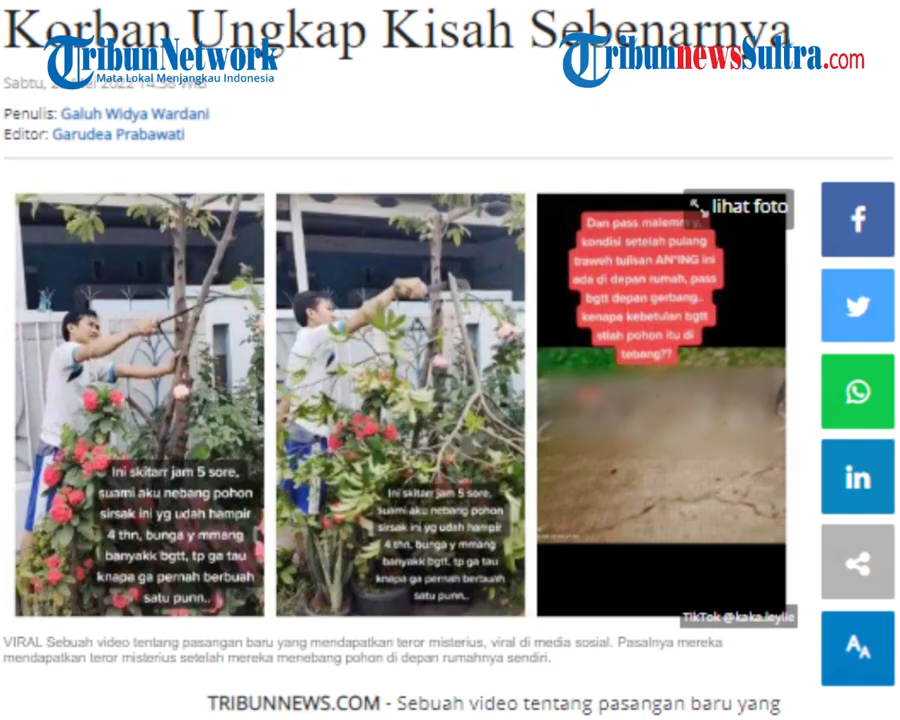 Korban Ungkap Kisah Sebenarnya
TribunNetwork
Mata Lokal Menjangkau Indonesia
TribunnewsSultra.com
Sabtu, 2022
Penulis: Galuh Widya Wardani
Editor: Garudea Prabawati
Ini skitarr jam 5 sore,
suami aku nebang pohon
sirsak ini yg udah hampir
4 thn, bunga y mmang
banyakk bgtt, tp ga tau
knapa ga pernah berbuah
satu punn..
Ini skitarr jam 5 sore,
suami aku nebang pohon
sirsak ini yg udah hampir
4 thn, bunga y mmang
banyakk bgtt, tp ga tau
knapa ga pernah berbuah
satu punn..
lihat foto
Dan pass malemm
kondisi setelah pulang
traweh tulisan AN*ING ini
ada di depan rumah, pass
bgtt depan gerbang..
kenapa kebetulan bgtt
stlah pohon itu di
tebang??
TikTok @kaka.leylie
f
in
AA
VIRAL Sebuah video tentang pasangan baru yang mendapatkan teror misterius, viral di media sosial. Pasalnya mereka
mendapatkan teror misterius setelah mereka menebang pohon di depan rumahnya sendiri.
TRIBUNNEWS.COM - Sebuah video tentang pasangan baru yang